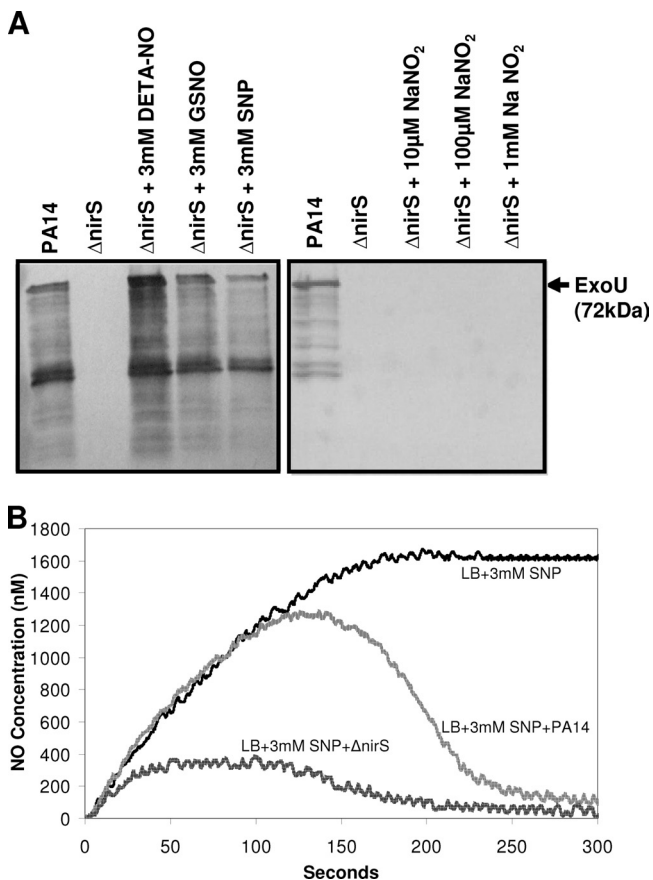 A
PA14
ΔnirS
ΔnirS + 3mM DETA-NO
ΔnirS + 3mM GSNO
ΔnirS + 3mM SNP
PA14
ΔnirS
ΔnirS + 10µM NaNO2
ΔnirS + 100µM NaNO2
ΔnirS + 1mM Na NO2
ExoU
(72kDa)
B
NO Concentration (nM)
1800
1600
1400
1200
1000
800
600
400
200
0
LB+3mM SNP
LB+3mM SNP+PA14
LB+3mM SNP+ΔnirS
0
50
100
150
200
250
300
Seconds